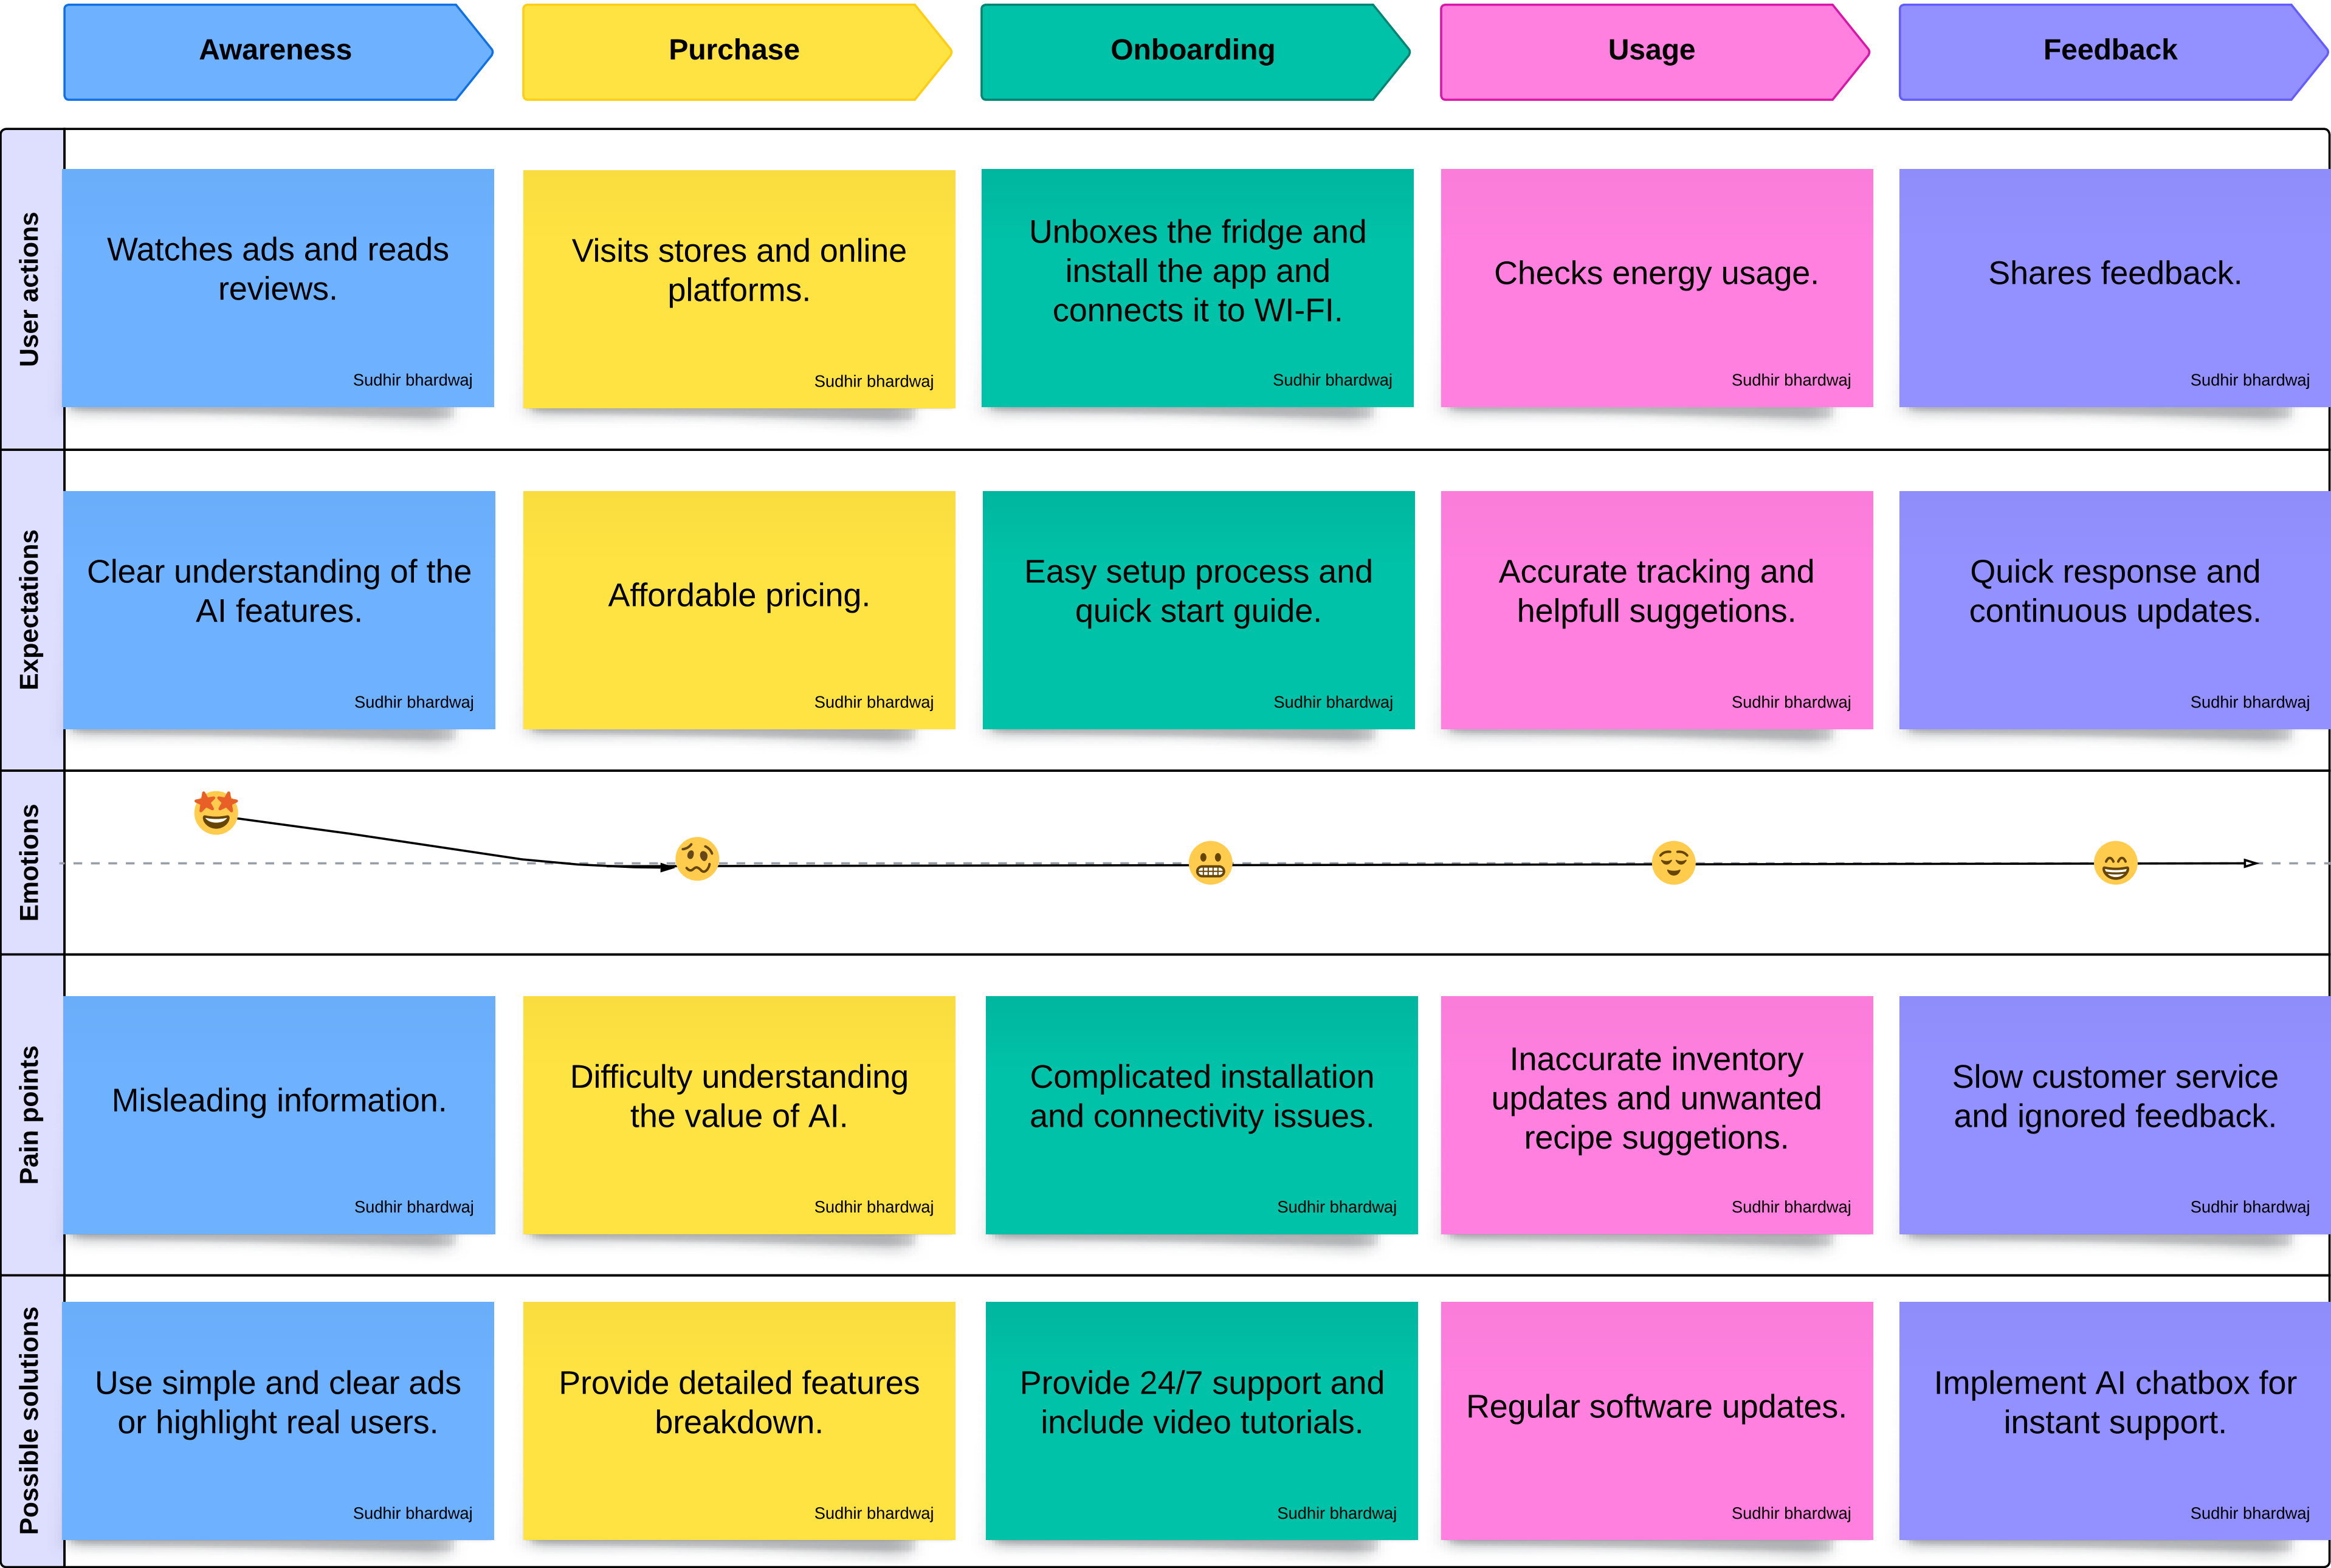 Awareness
Purchase
Onboarding
Usage
Feedback
User actions
Watches ads and reads
reviews.
Sudhir bhardwaj
Visits stores and online
platforms.
Sudhir bhardwaj
Unboxes the fridge and
install the app and
connects it to WI-FI.
Sudhir bhardwaj
Checks energy usage.
Sudhir bhardwaj
Shares feedback.
Sudhir bhardwaj
Expectations
Clear understanding of the
AI features.
Sudhir bhardwaj
Affordable pricing.
Sudhir bhardwaj
Easy setup process and
quick start guide.
Sudhir bhardwaj
Accurate tracking and
helpfull suggetions.
Sudhir bhardwaj
Quick response and
continuous updates.
Sudhir bhardwaj
Emotions
Pain points
Misleading information.
Sudhir bhardwaj
Difficulty understanding
the value of AI.
Sudhir bhardwaj
Complicated installation
and connectivity issues.
Sudhir bhardwaj
Inaccurate inventory
updates and unwanted
recipe suggetions.
Sudhir bhardwaj
Slow customer service
and ignored feedback.
Sudhir bhardwaj
Possible solutions
Use simple and clear ads
or highlight real users.
Sudhir bhardwaj
Provide detailed features
breakdown.
Sudhir bhardwaj
Provide 24/7 support and
include video tutorials.
Sudhir bhardwaj
Regular software updates.
Sudhir bhardwaj
Implement AI chatbox for
instant support.
Sudhir bhardwaj